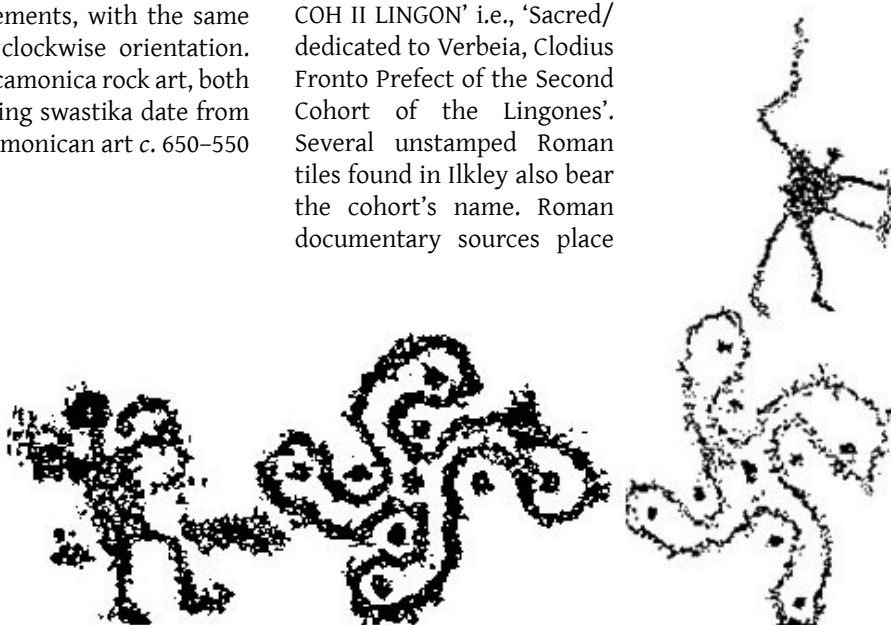 ements, with the same
clockwise orientation.
camonica rock art, both
ing swastika date from
monican art c. 650–550
COH II LINGON’ i.e., ‘Sacred/
dedicated to Verbeia, Clodius
Fronto Prefect of the Second
Cohort of the Lingones’.
Several unstamped Roman
tiles found in Ilkley also bear
the cohort’s name. Roman
documentary sources place